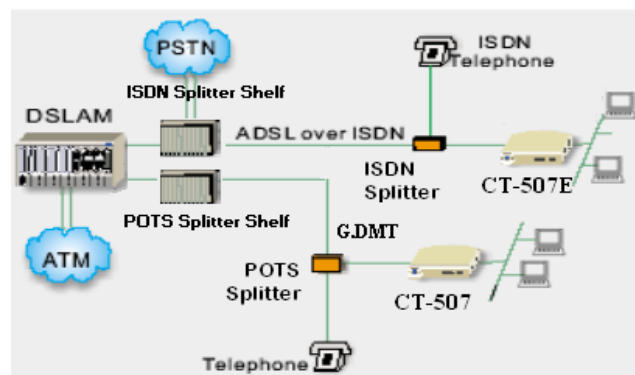 PSTN
ISDN
Telephone
ISDN Splitter Shelf
DSLAM
ADSL over ISDN
ISDN
Splitter
CT-507E
POTS Splitter Shelf
G.DMT
ATM
POTS
Splitter
CT-507
Telephone